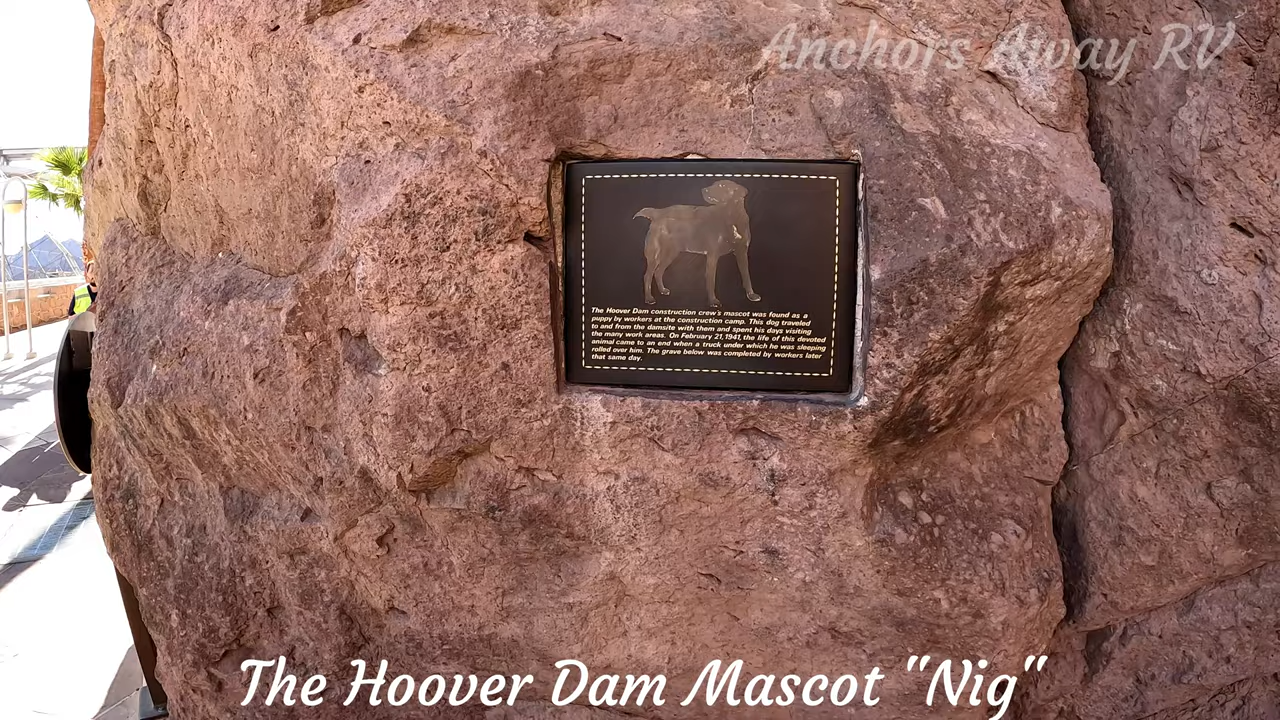 Anchors Away RV
The Hoover Dam construction crew's mascot was found as a
puppy by workers at the construction camp. This dog traveled
to and from the damsite with them and spent his days visiting
the many work areas. On February 21, 1941, the life of this devoted
animal came to an end when a truck under which he was sleeping
rolled over him. The grave below was completed by workers later
that same day.
The Hoover Dam Mascot "Nig"